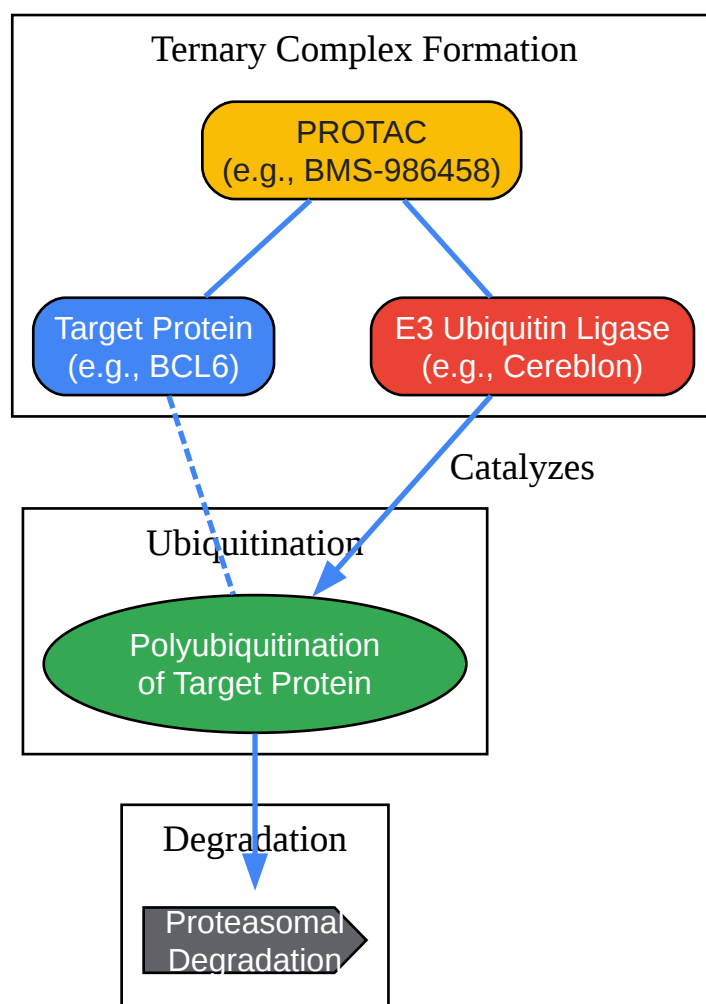 Ternary Complex Formation
PROTAC
(e.g., BMS-986458)
Target Protein
(e.g., BCL6)
E3 Ubiquitin Ligase
(e.g., Cereblon)
Catalyzes
Ubiquitination
Polyubiquitination
of Target Protein
Degradation
Proteasomal
Degradation